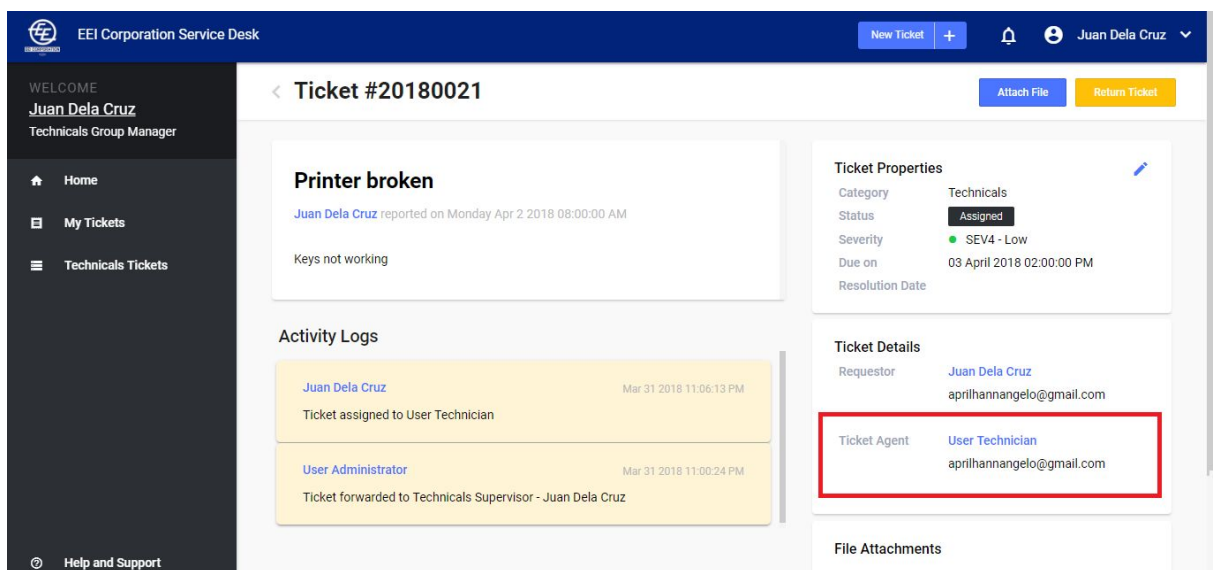 EEI Corporation Service Desk
New Ticket +
Juan Dela Cruz
WELCOME
Juan Dela Cruz
Technicals Group Manager
Home
My Tickets
Technicals Tickets
Help and Support
< Ticket #20180021
Attach File
Return Ticket
Printer broken
Juan Dela Cruz reported on Monday Apr 2 2018 08:00:00 AM
Keys not working
Activity Logs
Juan Dela Cruz Mar 31 2018 11:06:13 PM
Ticket assigned to User Technician
User Administrator Mar 31 2018 11:00:24 PM
Ticket forwarded to Technicals Supervisor - Juan Dela Cruz
Ticket Properties
Category Technicals
Status Assigned
Severity SEV4 - Low
Due on 03 April 2018 02:00:00 PM
Resolution Date
Ticket Details
Requestor Juan Dela Cruz
aprilhannangelo@gmail.com
Ticket Agent User Technician
aprilhannangelo@gmail.com
File Attachments